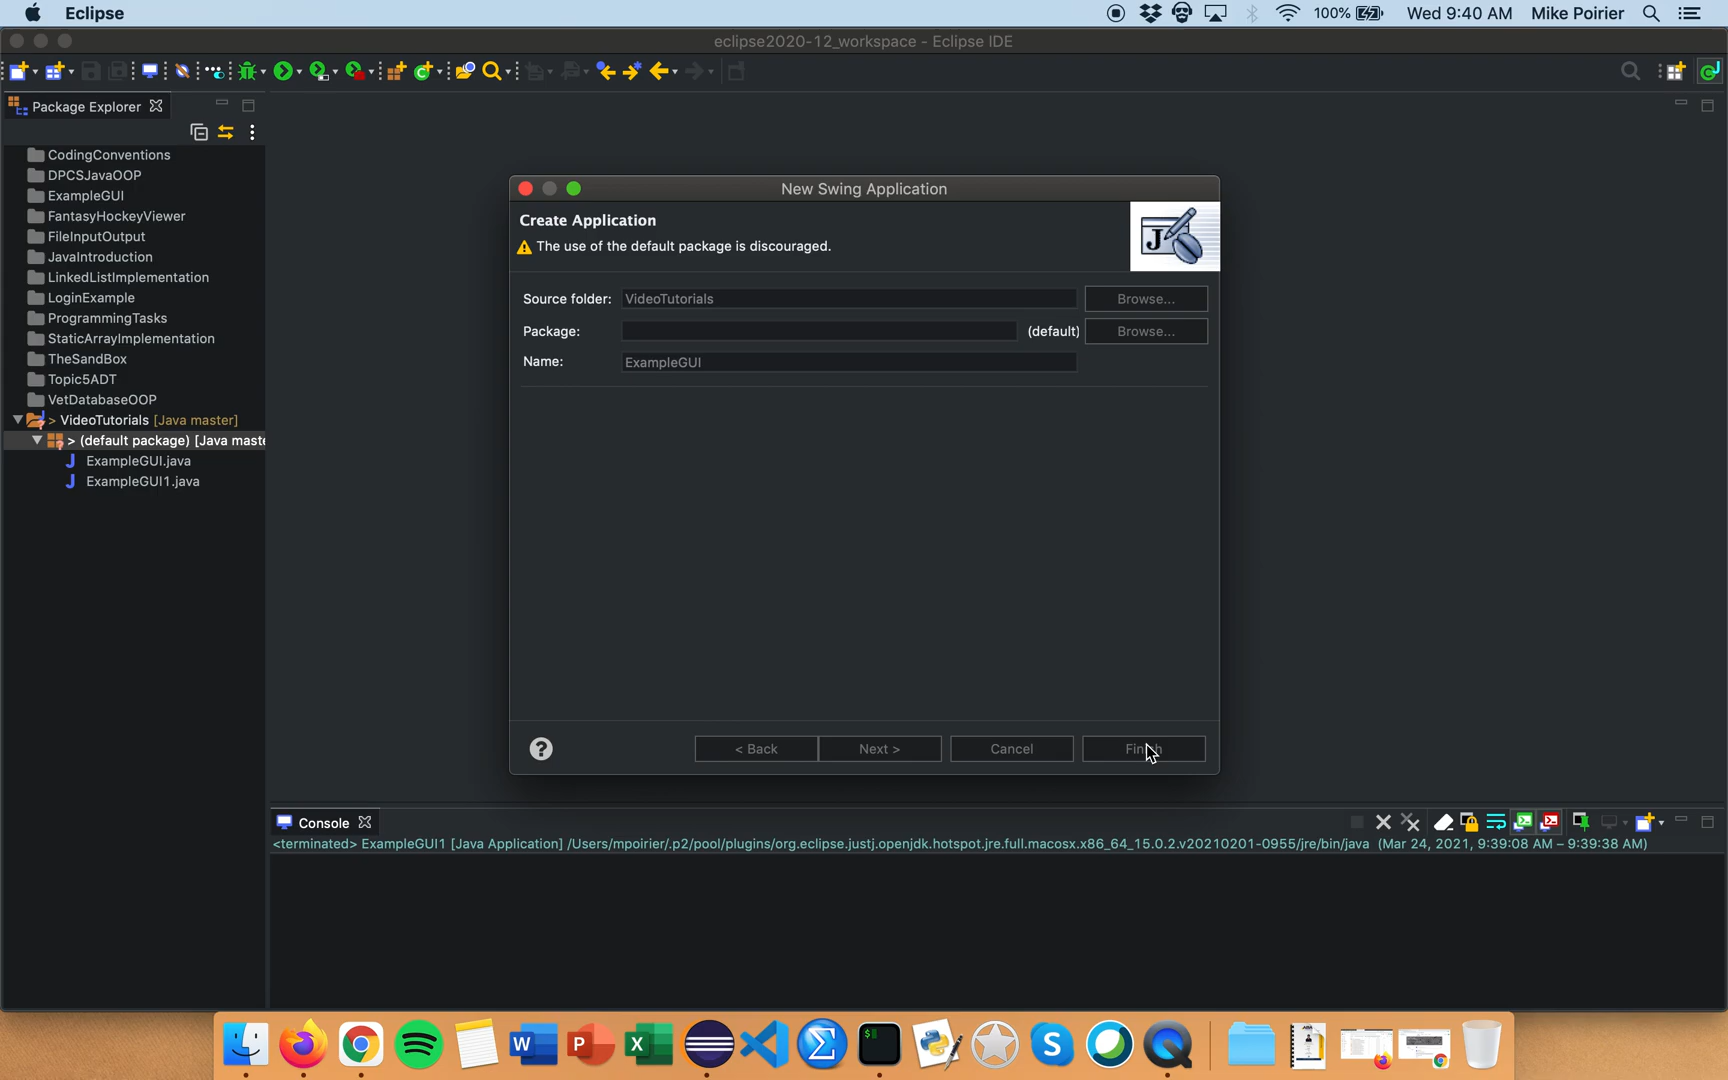 Eclipse
100%
Wed 9:40 AM
Mike Poirier
eclipse2020-12_workspace - Eclipse IDE
Package Explorer
CodingConventions
DPCSJavaOOP
ExampleGUI
FantasyHockeyViewer
FileInputOutput
JavaIntroduction
LinkedListImplementation
LoginExample
ProgrammingTasks
StaticArrayImplementation
TheSandBox
Topic5ADT
VetDatabaseOOP
> VideoTutorials [Java master]
> (default package) [Java maste
ExampleGUI.java
ExampleGUI1.java
New Swing Application
Create Application
The use of the default package is discouraged.
Source folder: VideoTutorials Browse...
Package: (default) Browse...
Name: ExampleGUI
? < Back Next > Cancel Finish
Console
<terminated> ExampleGUI1 [Java Application] /Users/mpoirier/.p2/pool/plugins/org.eclipse.justj.openjdk.hotspot.jre.full.macosx.x86_64_15.0.2.v20210201-0955/jre/bin/java (Mar 24, 2021, 9:39:08 AM – 9:39:38 AM)